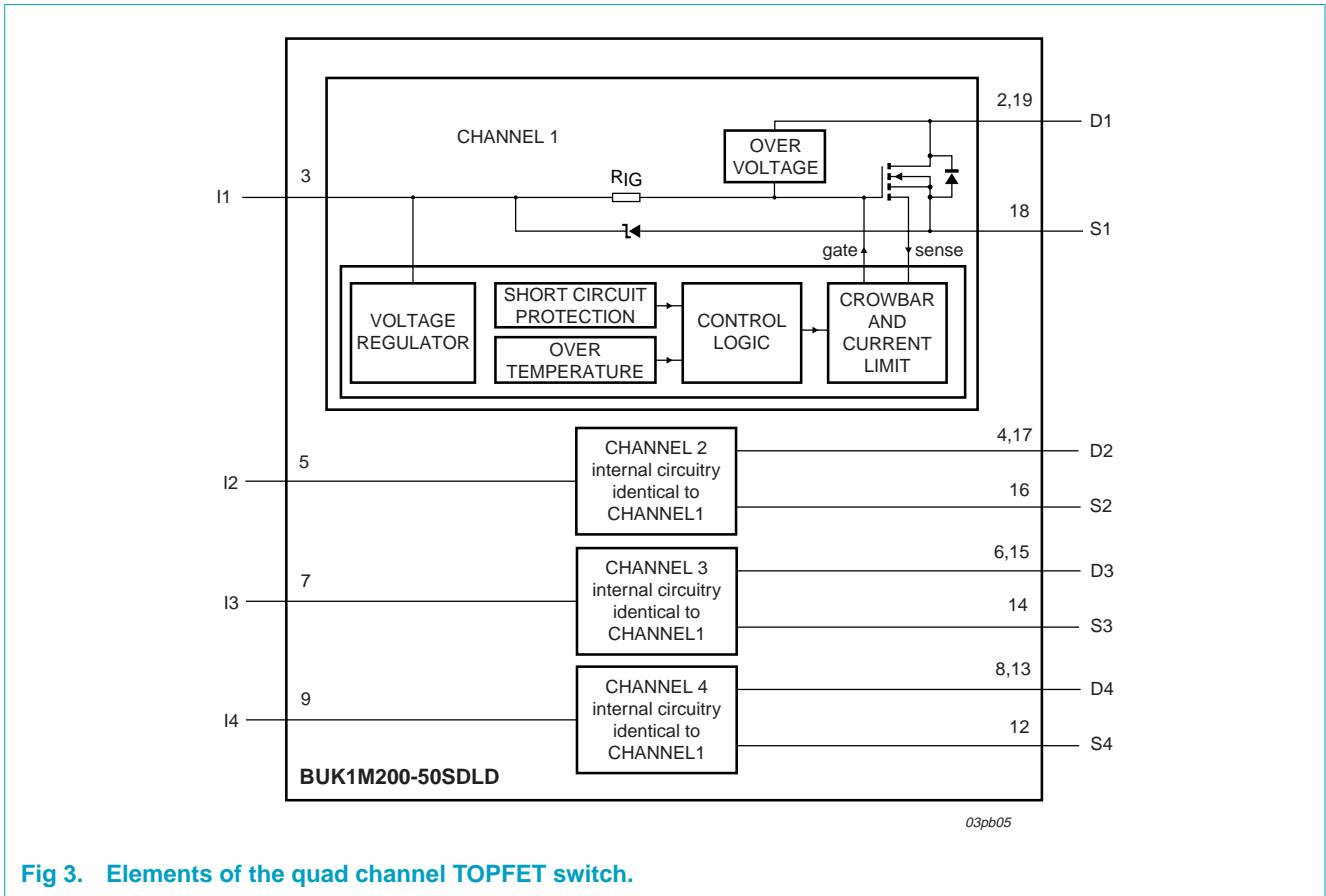 2,19
D1
CHANNEL 1
OVER
VOLTAGE
3
RIG
I1
18
S1
gate
sense
VOLTAGE
REGULATOR
SHORT CIRCUIT
PROTECTION
OVER
TEMPERATURE
CONTROL
LOGIC
CROWBAR
AND
CURRENT
LIMIT
4,17
D2
5
I2
CHANNEL 2
internal circuitry
identical to
CHANNEL1
16
S2
6,15
D3
7
I3
CHANNEL 3
internal circuitry
identical to
CHANNEL1
14
S3
8,13
D4
9
I4
CHANNEL 4
internal circuitry
identical to
CHANNEL1
12
S4
BUK1M200-50SDLD
03pb05
Fig 3. Elements of the quad channel TOPFET switch.